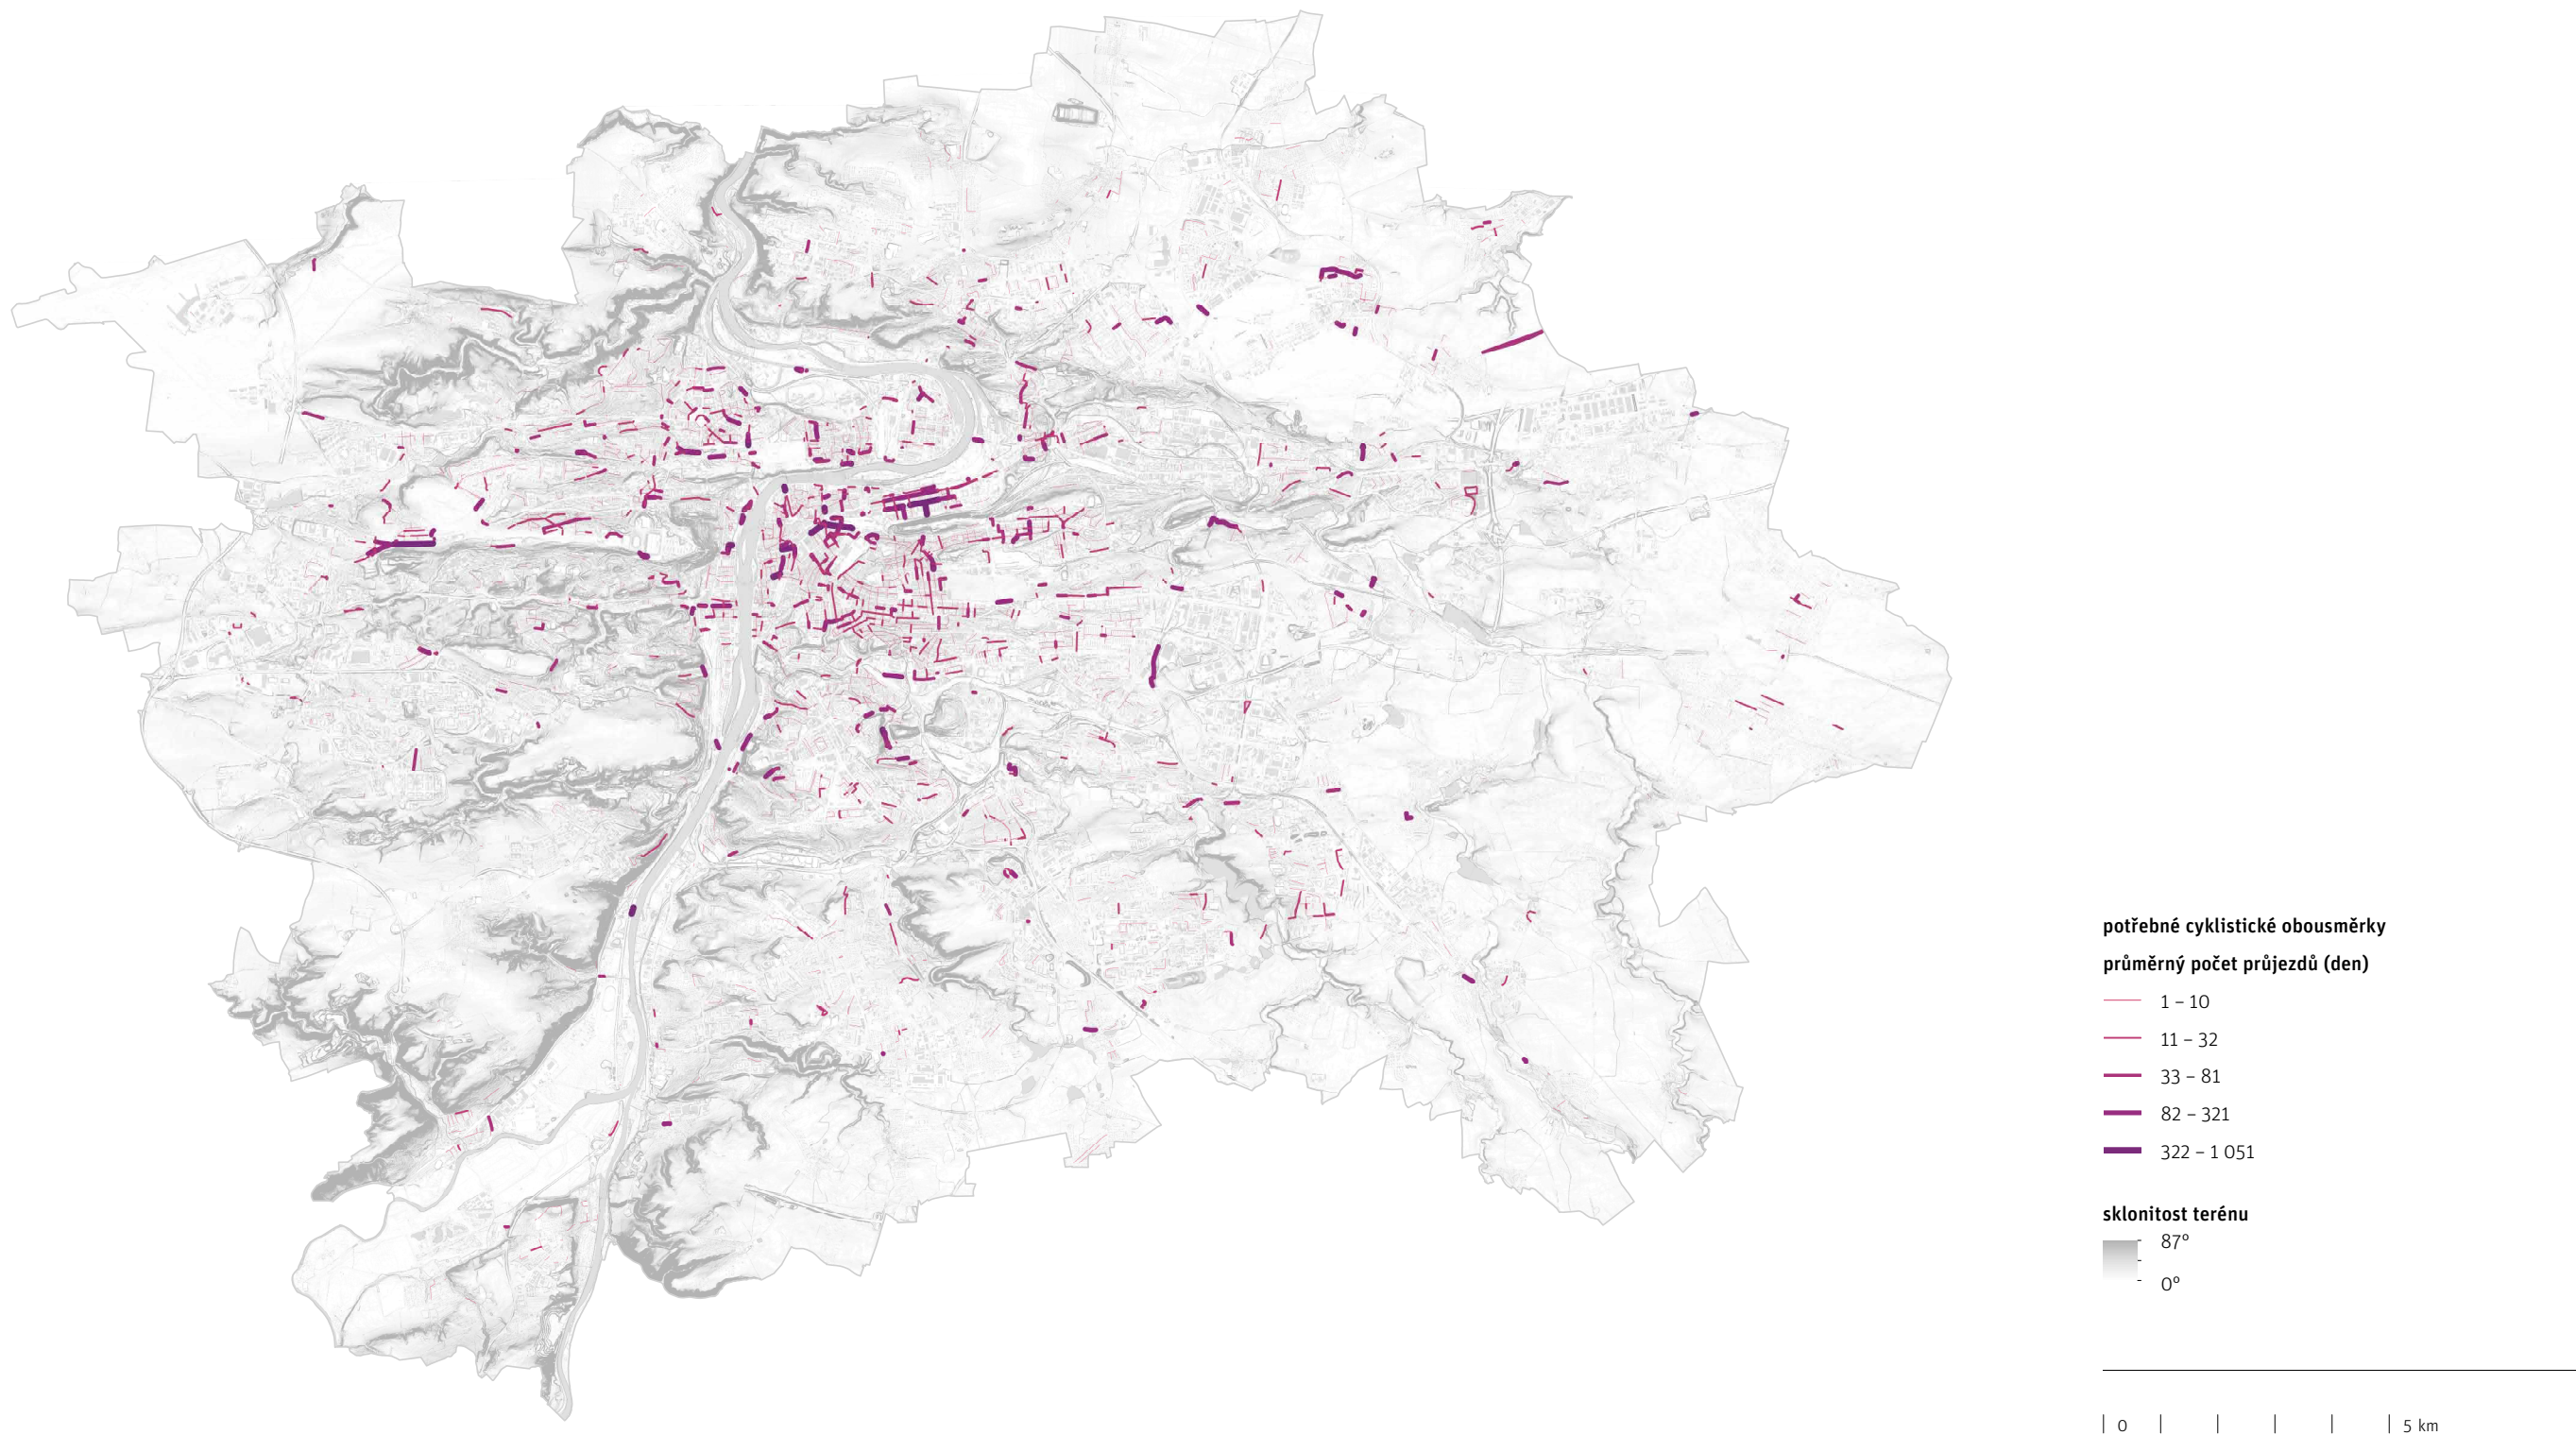 potřebné cyklistické obousměrky
průměrný počet průjezdů (den)
1 – 10
11 – 32
33 – 81
82 – 321
322 – 1 051
sklonitost terénu
87°
0°
0 5 km